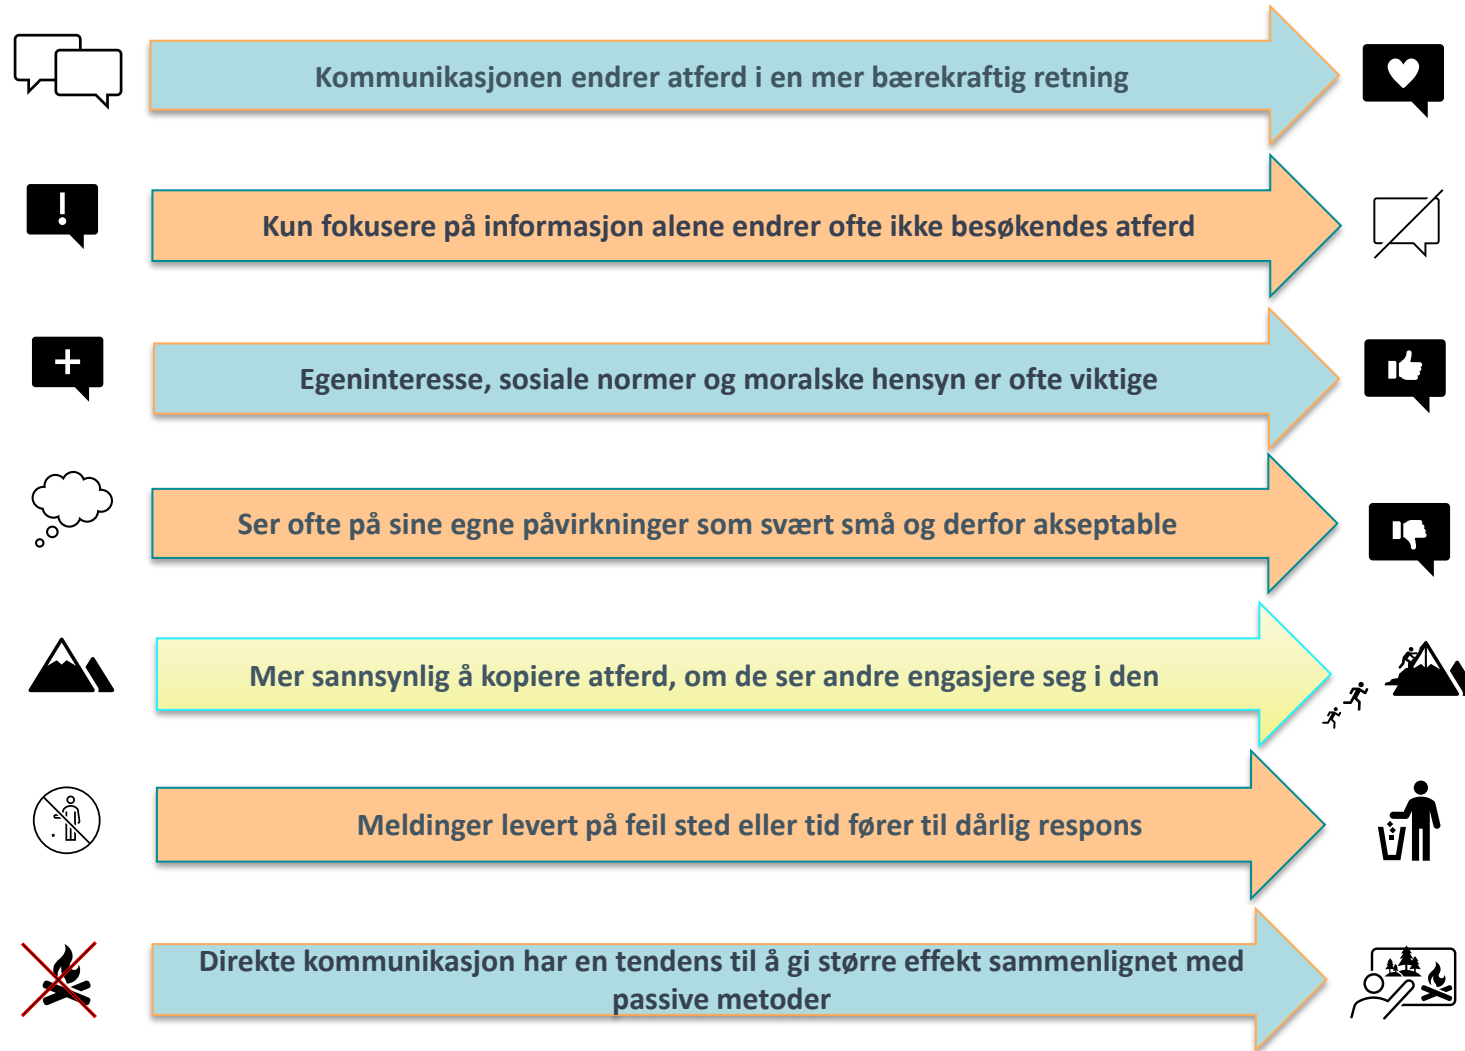 Kommunikasjonen endrer atferd i en mer bærekraftig retning
Kun fokusere på informasjon alene endrer ofte ikke besøkendes atferd
Egeninteresse, sosiale normer og moralske hensyn er ofte viktige
Ser ofte på sine egne påvirkninger som svært små og derfor akseptable
Mer sannsynlig å kopiere atferd, om de ser andre engasjere seg i den
Meldinger levert på feil sted eller tid fører til dårlig respons
Direkte kommunikasjon har en tendens til å gi større effekt sammenlignet med
passive metoder